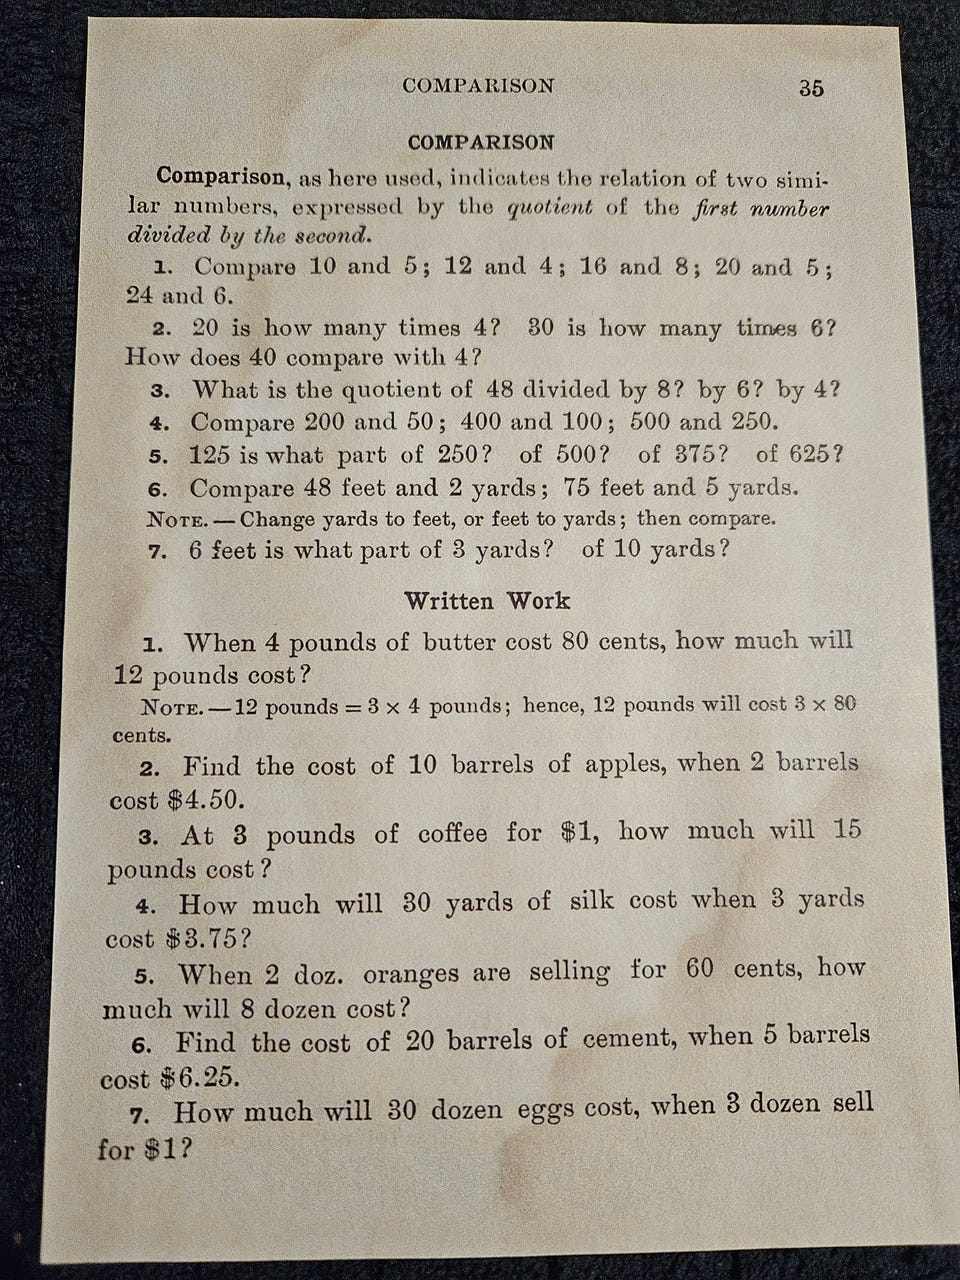 COMPARISON 35
COMPARISON
Comparison, as here used, indicates the relation of two simi-
lar numbers, expressed by the quotient of the first number
divided by the second.
1. Compare 10 and 5; 12 and 4; 16 and 8; 20 and 5;
24 and 6.
2. 20 is how many times 4? 30 is how many times 6?
How does 40 compare with 4?
3. What is the quotient of 48 divided by 8? by 6? by 4?
4. Compare 200 and 50; 400 and 100; 500 and 250.
5. 125 is what part of 250? of 500? of 375? of 625?
6. Compare 48 feet and 2 yards; 75 feet and 5 yards.
NOTE.—Change yards to feet, or feet to yards; then compare.
7. 6 feet is what part of 3 yards? of 10 yards?
Written Work
1. When 4 pounds of butter cost 80 cents, how much will
12 pounds cost?
NOTE.—12 pounds = 3 x 4 pounds; hence, 12 pounds will cost 3 x 80
cents.
2. Find the cost of 10 barrels of apples, when 2 barrels
cost $4.50.
3. At 3 pounds of coffee for $1, how much will 15
pounds cost?
4. How much will 30 yards of silk cost when 3 yards
cost $3.75?
5. When 2 doz. oranges are selling for 60 cents, how
much will 8 dozen cost?
6. Find the cost of 20 barrels of cement, when 5 barrels
cost $6.25.
7. How much will 30 dozen eggs cost, when 3 dozen sell
for $1?